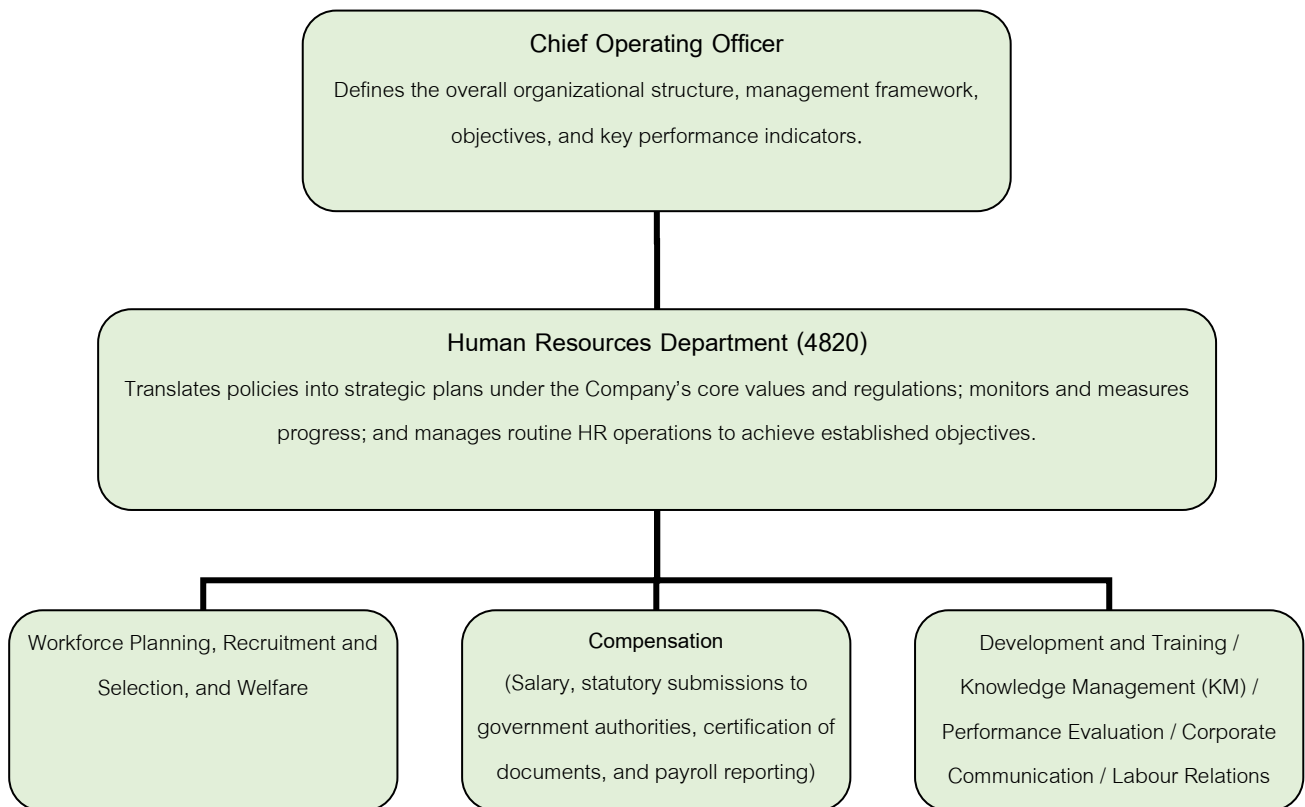 Chief Operating Officer
Defines the overall organizational structure, management framework,
objectives, and key performance indicators.
Human Resources Department (4820)
Translates policies into strategic plans under the Company’s core values and regulations; monitors and measures
progress; and manages routine HR operations to achieve established objectives.
Workforce Planning, Recruitment and
Selection, and Welfare
Compensation
(Salary, statutory submissions to
government authorities, certification of
documents, and payroll reporting)
Development and Training /
Knowledge Management (KM) /
Performance Evaluation / Corporate
Communication / Labour Relations